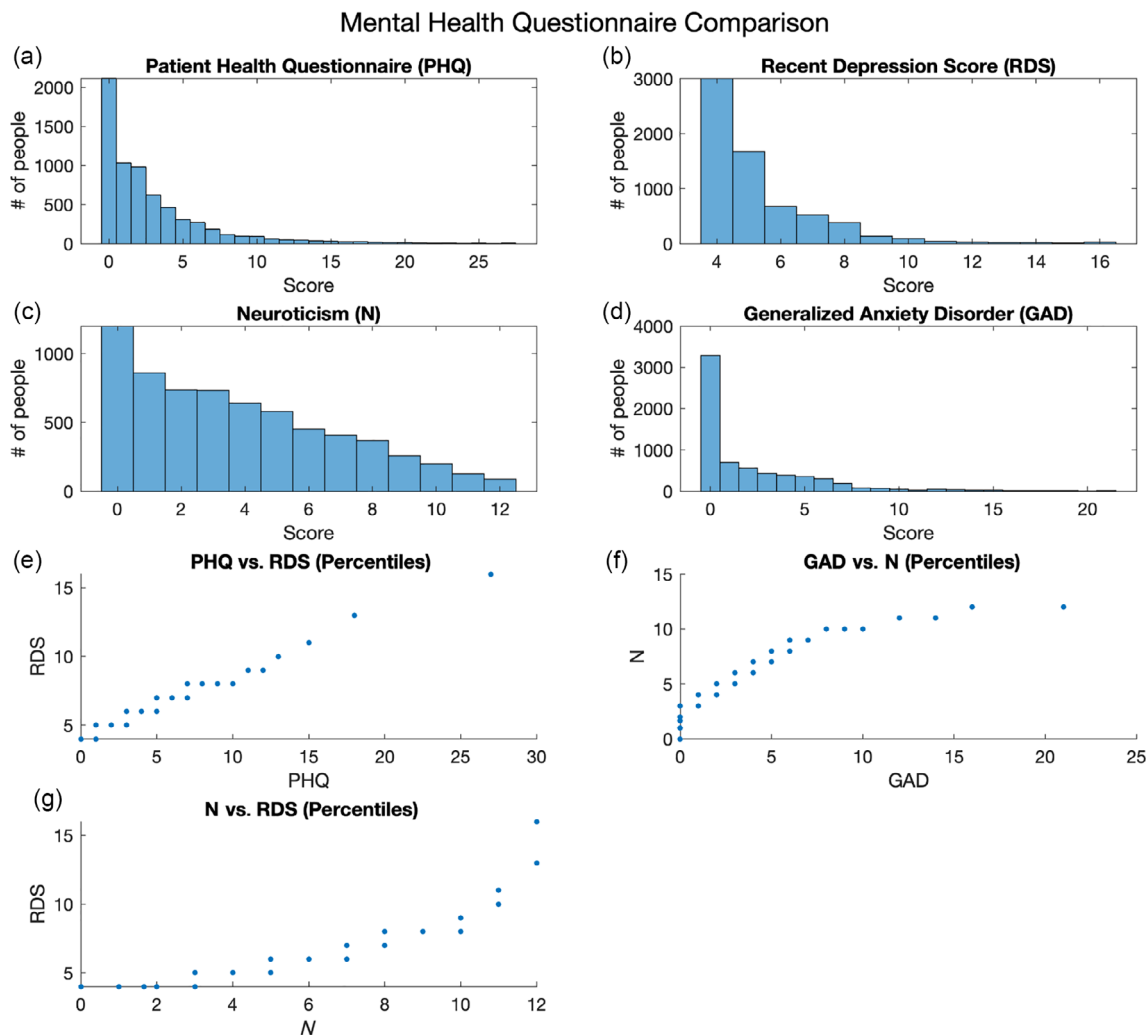 Mental Health Questionnaire Comparison
(a)
Patient Health Questionnaire (PHQ)
2000
1500
1000
500
0
# of people
0 5 10 15 20 25
Score
(b)
Recent Depression Score (RDS)
3000
2000
1000
0
# of people
4 6 8 10 12 14 16
Score
(c)
Neuroticism (N)
1000
500
0
# of people
0 2 4 6 8 10 12
Score
(d)
Generalized Anxiety Disorder (GAD)
4000
3000
2000
1000
0
# of people
0 5 10 15 20
Score
(e)
PHQ vs. RDS (Percentiles)
15
10
5
RDS
0 5 10 15 20 25 30
PHQ
(f)
GAD vs. N (Percentiles)
15
10
5
0
N
0 5 10 15 20 25
GAD
(g)
N vs. RDS (Percentiles)
15
10
5
RDS
0 2 4 6 8 10 12
N